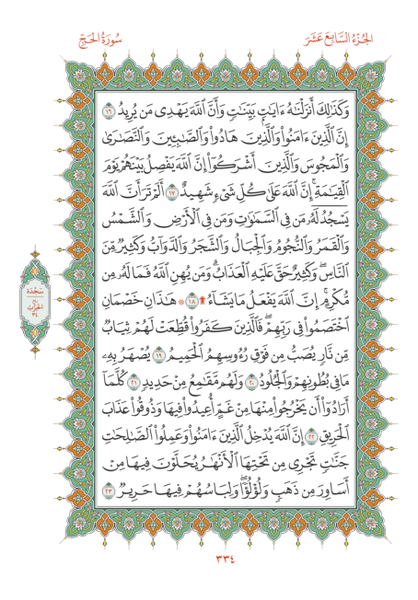 الجزء السابع عشر
سورة الحج
وَكَذَٰلِكَ أَنزَلْنَٰهُ ءَايَٰتٍۭ بَيِّنَٰتٍ وَأَنَّ ٱللَّهَ يَهْدِى مَن يُرِيدُ ١٦
إِنَّ ٱلَّذِينَ ءَامَنُوا۟ وَٱلَّذِينَ هَادُوا۟ وَٱلصَّٰبِـِٔينَ وَٱلنَّصَٰرَىٰ
وَٱلْمَجُوسَ وَٱلَّذِينَ أَشْرَكُوٓا۟ إِنَّ ٱللَّهَ يَفْصِلُ بَيْنَهُمْ يَوْمَ
ٱلْقِيَٰمَةِ ۚ إِنَّ ٱللَّهَ عَلَىٰ كُلِّ شَىْءٍ شَهِيدٌ ١٧ أَلَمْ تَرَ أَنَّ ٱللَّهَ
يَسْجُدُ لَهُۥ مَن فِى ٱلسَّمَٰوَٰتِ وَمَن فِى ٱلْأَرْضِ وَٱلشَّمْسُ
وَٱلْقَمَرُ وَٱلنُّجُومُ وَٱلْجِبَالُ وَٱلشَّجَرُ وَٱلدَّوَآبُّ وَكَثِيرٌ مِّنَ
ٱلنَّاسِ ۖ وَكَثِيرٌ حَقَّ عَلَيْهِ ٱلْعَذَابُ ۗ وَمَن يُهِنِ ٱللَّهُ فَمَا لَهُۥ مِن
مُّكْرِمٍ ۚ إِنَّ ٱللَّهَ يَفْعَلُ مَا يَشَآءُ ۩ ١٨ ۞ هَٰذَانِ خَصْمَانِ
ٱخْتَصَمُوا۟ فِى رَبِّهِمْ ۖ فَٱلَّذِينَ كَفَرُوا۟ قُطِّعَتْ لَهُمْ ثِيَابٌ
مِّن نَّارٍ يُصَبُّ مِن فَوْقِ رُءُوسِهِمُ ٱلْحَمِيمُ ١٩ يُصْهَرُ بِهِۦ
مَا فِى بُطُونِهِمْ وَٱلْجُلُودُ ٢٠ وَلَهُم مَّقَٰمِعُ مِنْ حَدِيدٍ ٢١ كُلَّمَآ
أَرَادُوٓا۟ أَن يَخْرُجُوا۟ مِنْهَا مِنْ غَمٍّ أُعِيدُوا۟ فِيهَا وَذُوقُوا۟ عَذَابَ
ٱلْحَرِيقِ ٢٢ إِنَّ ٱللَّهَ يُدْخِلُ ٱلَّذِينَ ءَامَنُوا۟ وَعَمِلُوا۟ ٱلصَّٰلِحَٰتِ
جَنَّٰتٍ تَجْرِى مِن تَحْتِهَا ٱلْأَنْهَٰرُ يُحَلَّوْنَ فِيهَا مِنْ
أَسَاوِرَ مِن ذَهَبٍ وَلُؤْلُؤًا ۖ وَلِبَاسُهُمْ فِيهَا حَرِيرٌ ٢٣
سجدة
٣٣٤